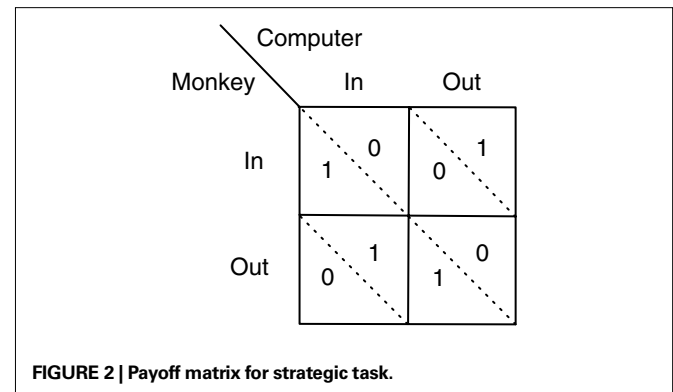 Computer
Monkey In Out
In 1 0 0 1
Out 0 1 1 0
FIGURE 2 | Payoff matrix for strategic task.